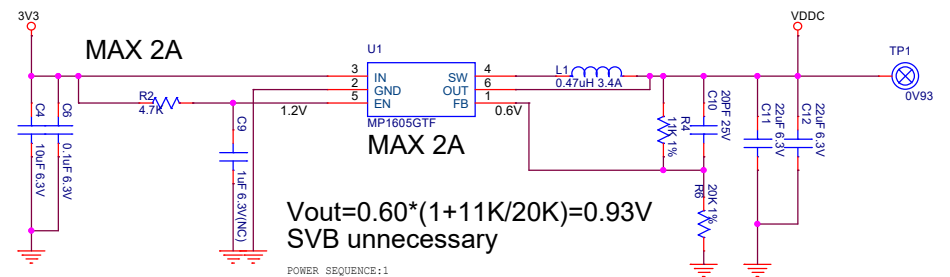 3V3
VDDC
MAX 2A
U1
TP1
3
IN
SW
4
L1
2
GND
OUT
6
0.47uH 3.4A
5
EN
FB
1
0V93
R2
4.7K
1.2V
0.6V
MP1605GTF
MAX 2A
C4
10uF 6.3V
C6
0.1uF 6.3V
C9
1uF 6.3V(NC)
R4
11K 1%
C10
20PF 25V
R6
20K 1%
C11
22uF 6.3V
C12
22uF 6.3V
Vout=0.60*(1+11K/20K)=0.93V
SVB unnecessary
POWER SEQUENCE:1